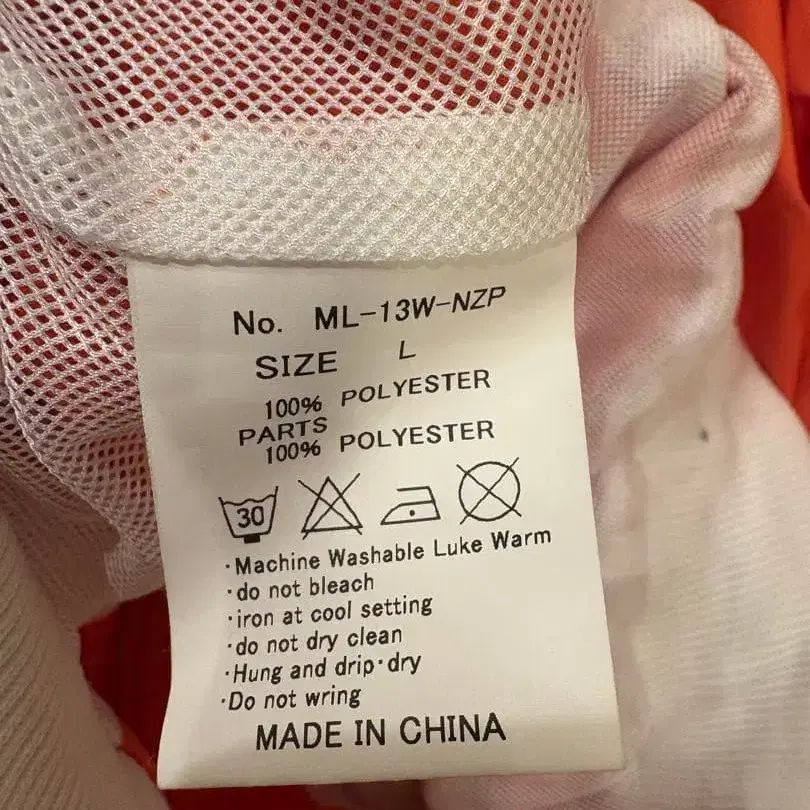 No. ML-13W-NZP
SIZE L
100% POLYESTER
PARTS
100% POLYESTER
30
·Machine Washable Luke Warm
·do not bleach
·iron at cool setting
·do not dry clean
·Hung and drip·dry
·Do not wring
MADE IN CHINA